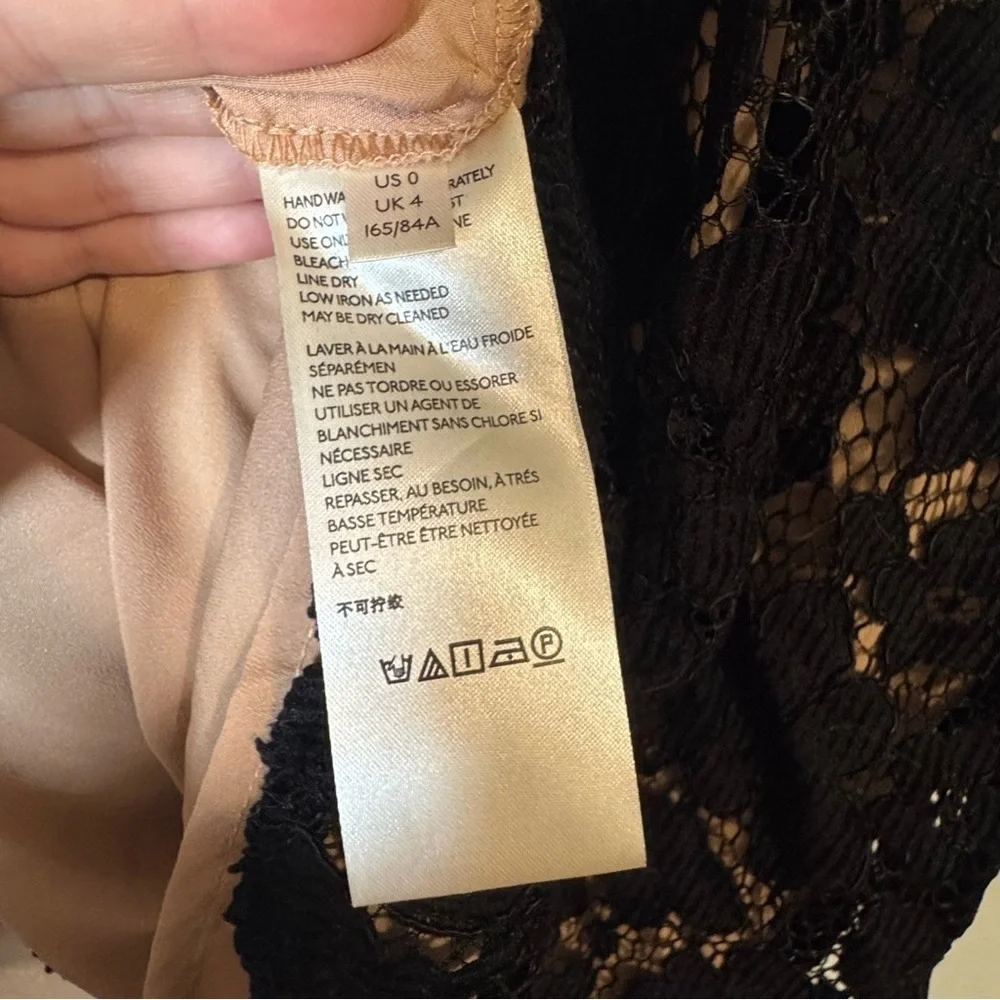 US 0
UK 4
165/84A
HAND WA RATELY
DO NOT ST
USE ONL NE
BLEACH
LINE DRY
LOW IRON AS NEEDED
MAY BE DRY CLEANED
LAVER À LA MAIN À L'EAU FROIDE
SÉPARÉMEN
NE PAS TORDRE OU ESSORER
UTILISER UN AGENT DE
BLANCHIMENT SANS CHLORE SI
NÉCESSAIRE
LIGNE SEC
REPASSER, AU BESOIN, À TRÉS
BASSE TEMPÉRATURE
PEUT-ÊTRE ÊTRE NETTOYÉE
À SEC
不可拧绞
P